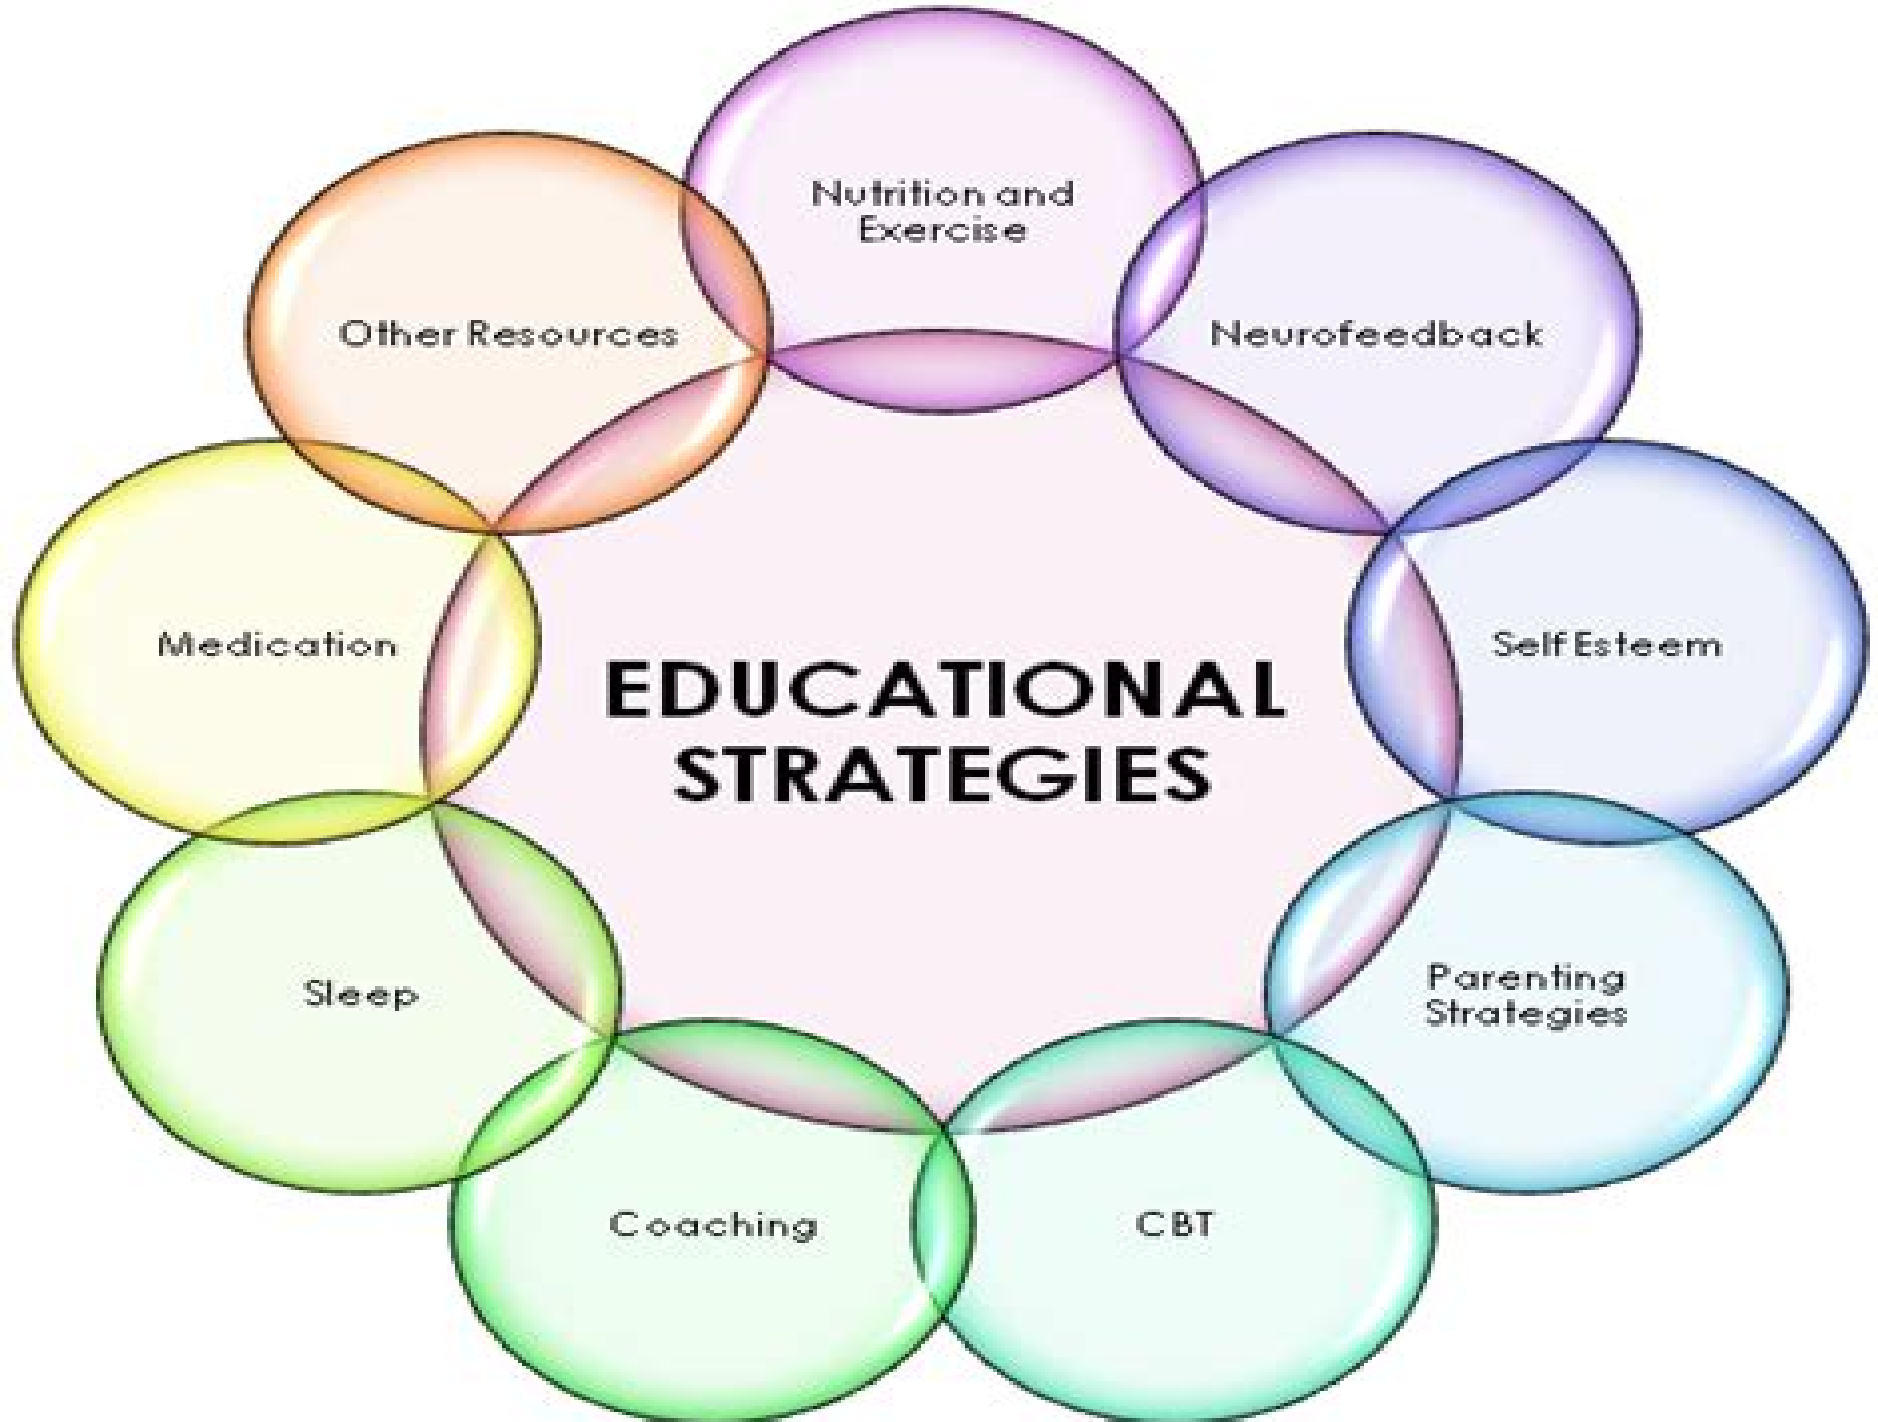 Nutrition and
Exercise
Other Resources
Neurofeedback
Medication
EDUCATIONAL
STRATEGIES
Self Esteem
Sleep
Parenting
Strategies
Coaching
CBT